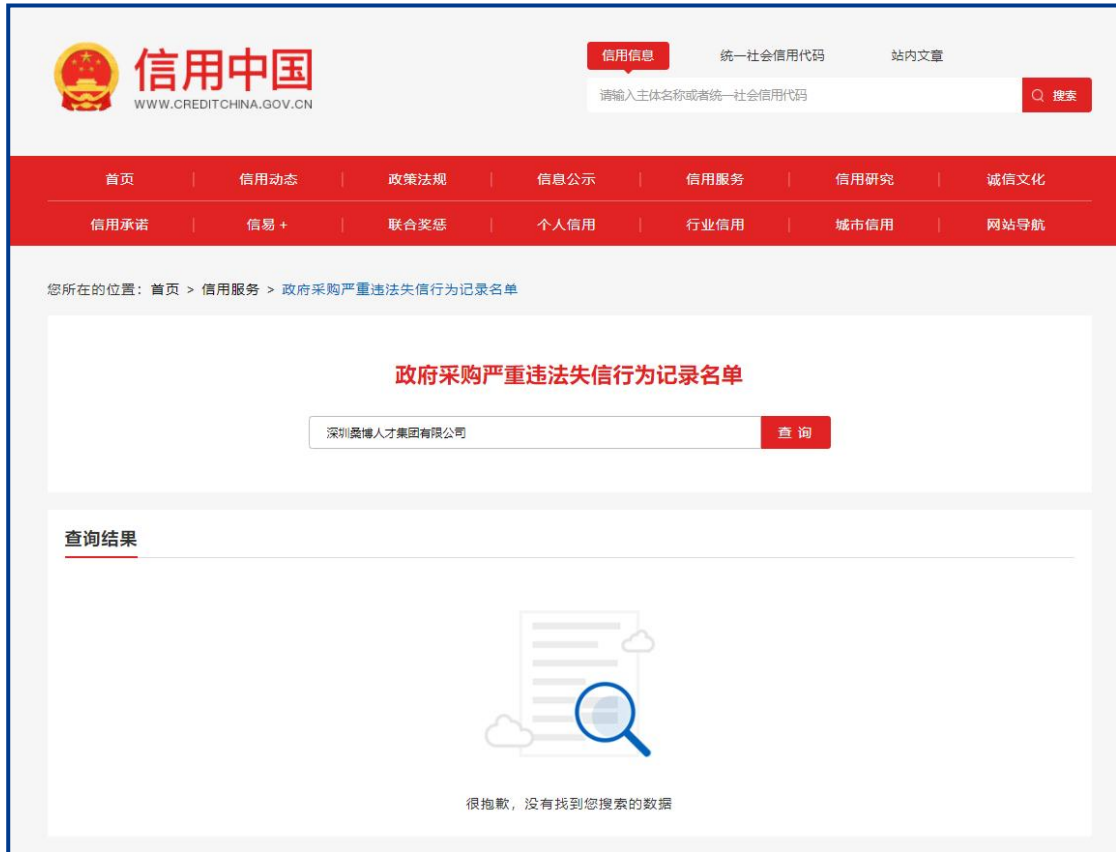 信用中国
WWW.CREDITCHINA.GOV.CN
信用信息 统一社会信用代码 站内文章
请输入主体名称或者统一社会信用代码 搜索
首页 | 信用动态 | 政策法规 | 信息公示 | 信用服务 | 信用研究 | 诚信文化
信用承诺 | 信易 + | 联合奖惩 | 个人信用 | 行业信用 | 城市信用 | 网站导航
您所在的位置：首页 > 信用服务 > 政府采购严重违法失信行为记录名单
政府采购严重违法失信行为记录名单
深圳桑博人才集团有限公司 查 询
查询结果
很抱歉，没有找到您搜索的数据